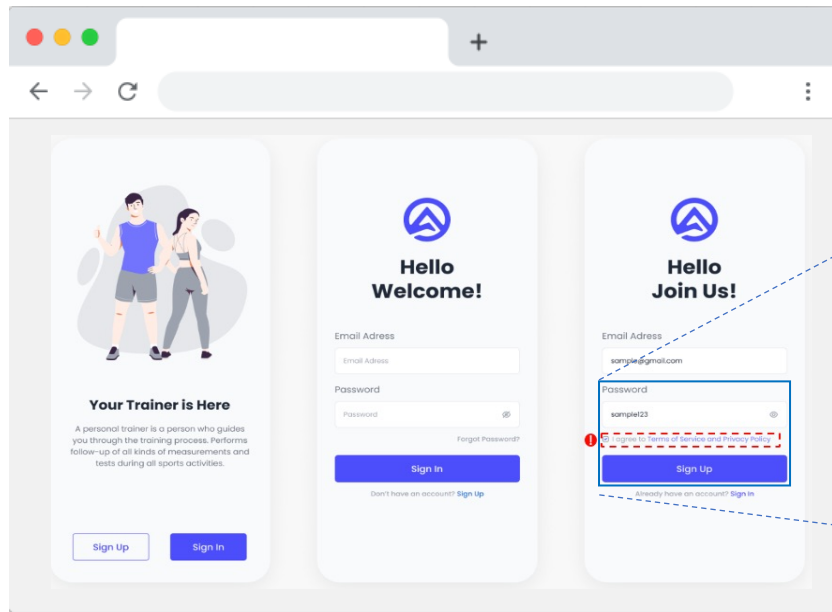 Your Trainer is Here
A personal trainer is a person who guides
you through the training process. Performs
follow-up of all kinds of measurements and
tests during all sports activities.
Sign Up
Sign In
Hello
Welcome!
Email Adress
Email Adress
Password
Password
Forgot Password?
Sign In
Don't have an account? Sign Up
Hello
Join Us!
Email Adress
sample@gmail.com
Password
sample123
I agree to Terms of Service and Privacy Policy
Sign Up
Already have an account? Sign In